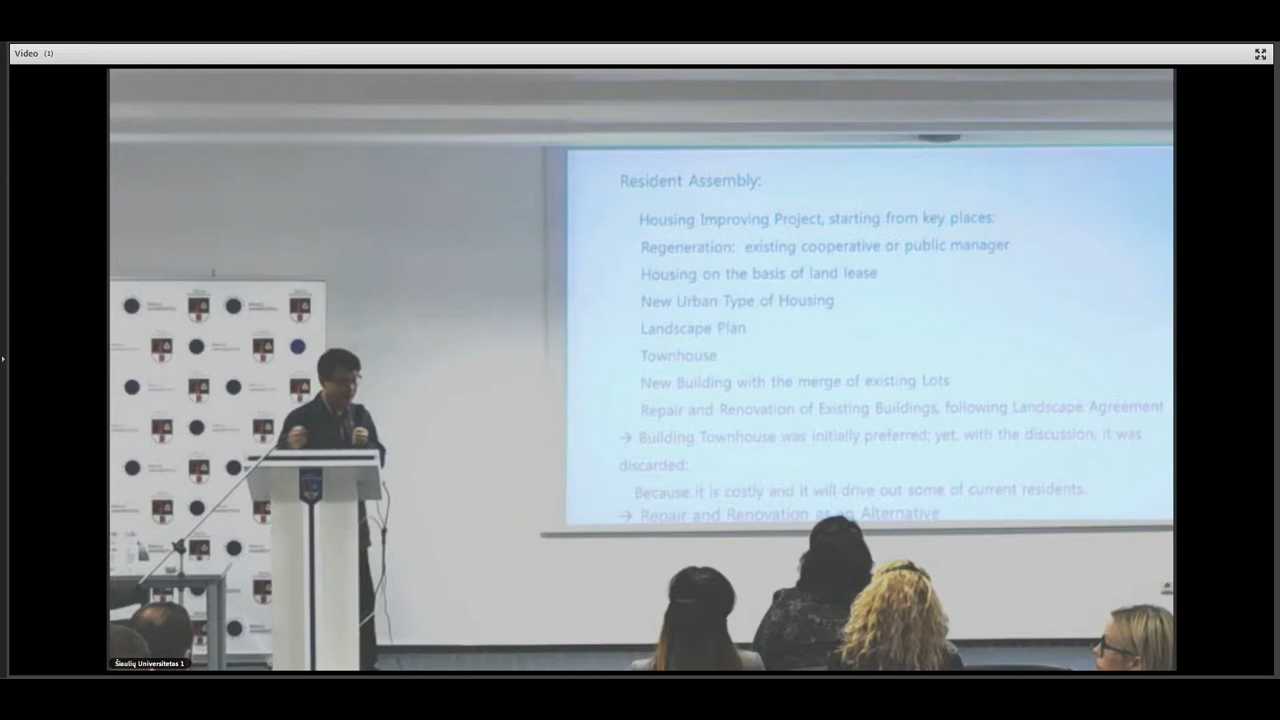 Video (1)
Resident Assembly:
Housing Improving Project, starting from key places:
Regeneration: existing cooperative or public manager
Housing on the basis of land lease
New Urban Type of Housing
Landscape Plan
Townhouse
New Building with the merge of existing Lots
Repair and Renovation of Existing Buildings, following Landscape Agreement
→ Building Townhouse was initially preferred; yet, with the discussion, it was
discarded;
Because it is costly and it will drive out some of current residents.
→ Repair and Renovation as an Alternative
Šiaulių Universitetas 1